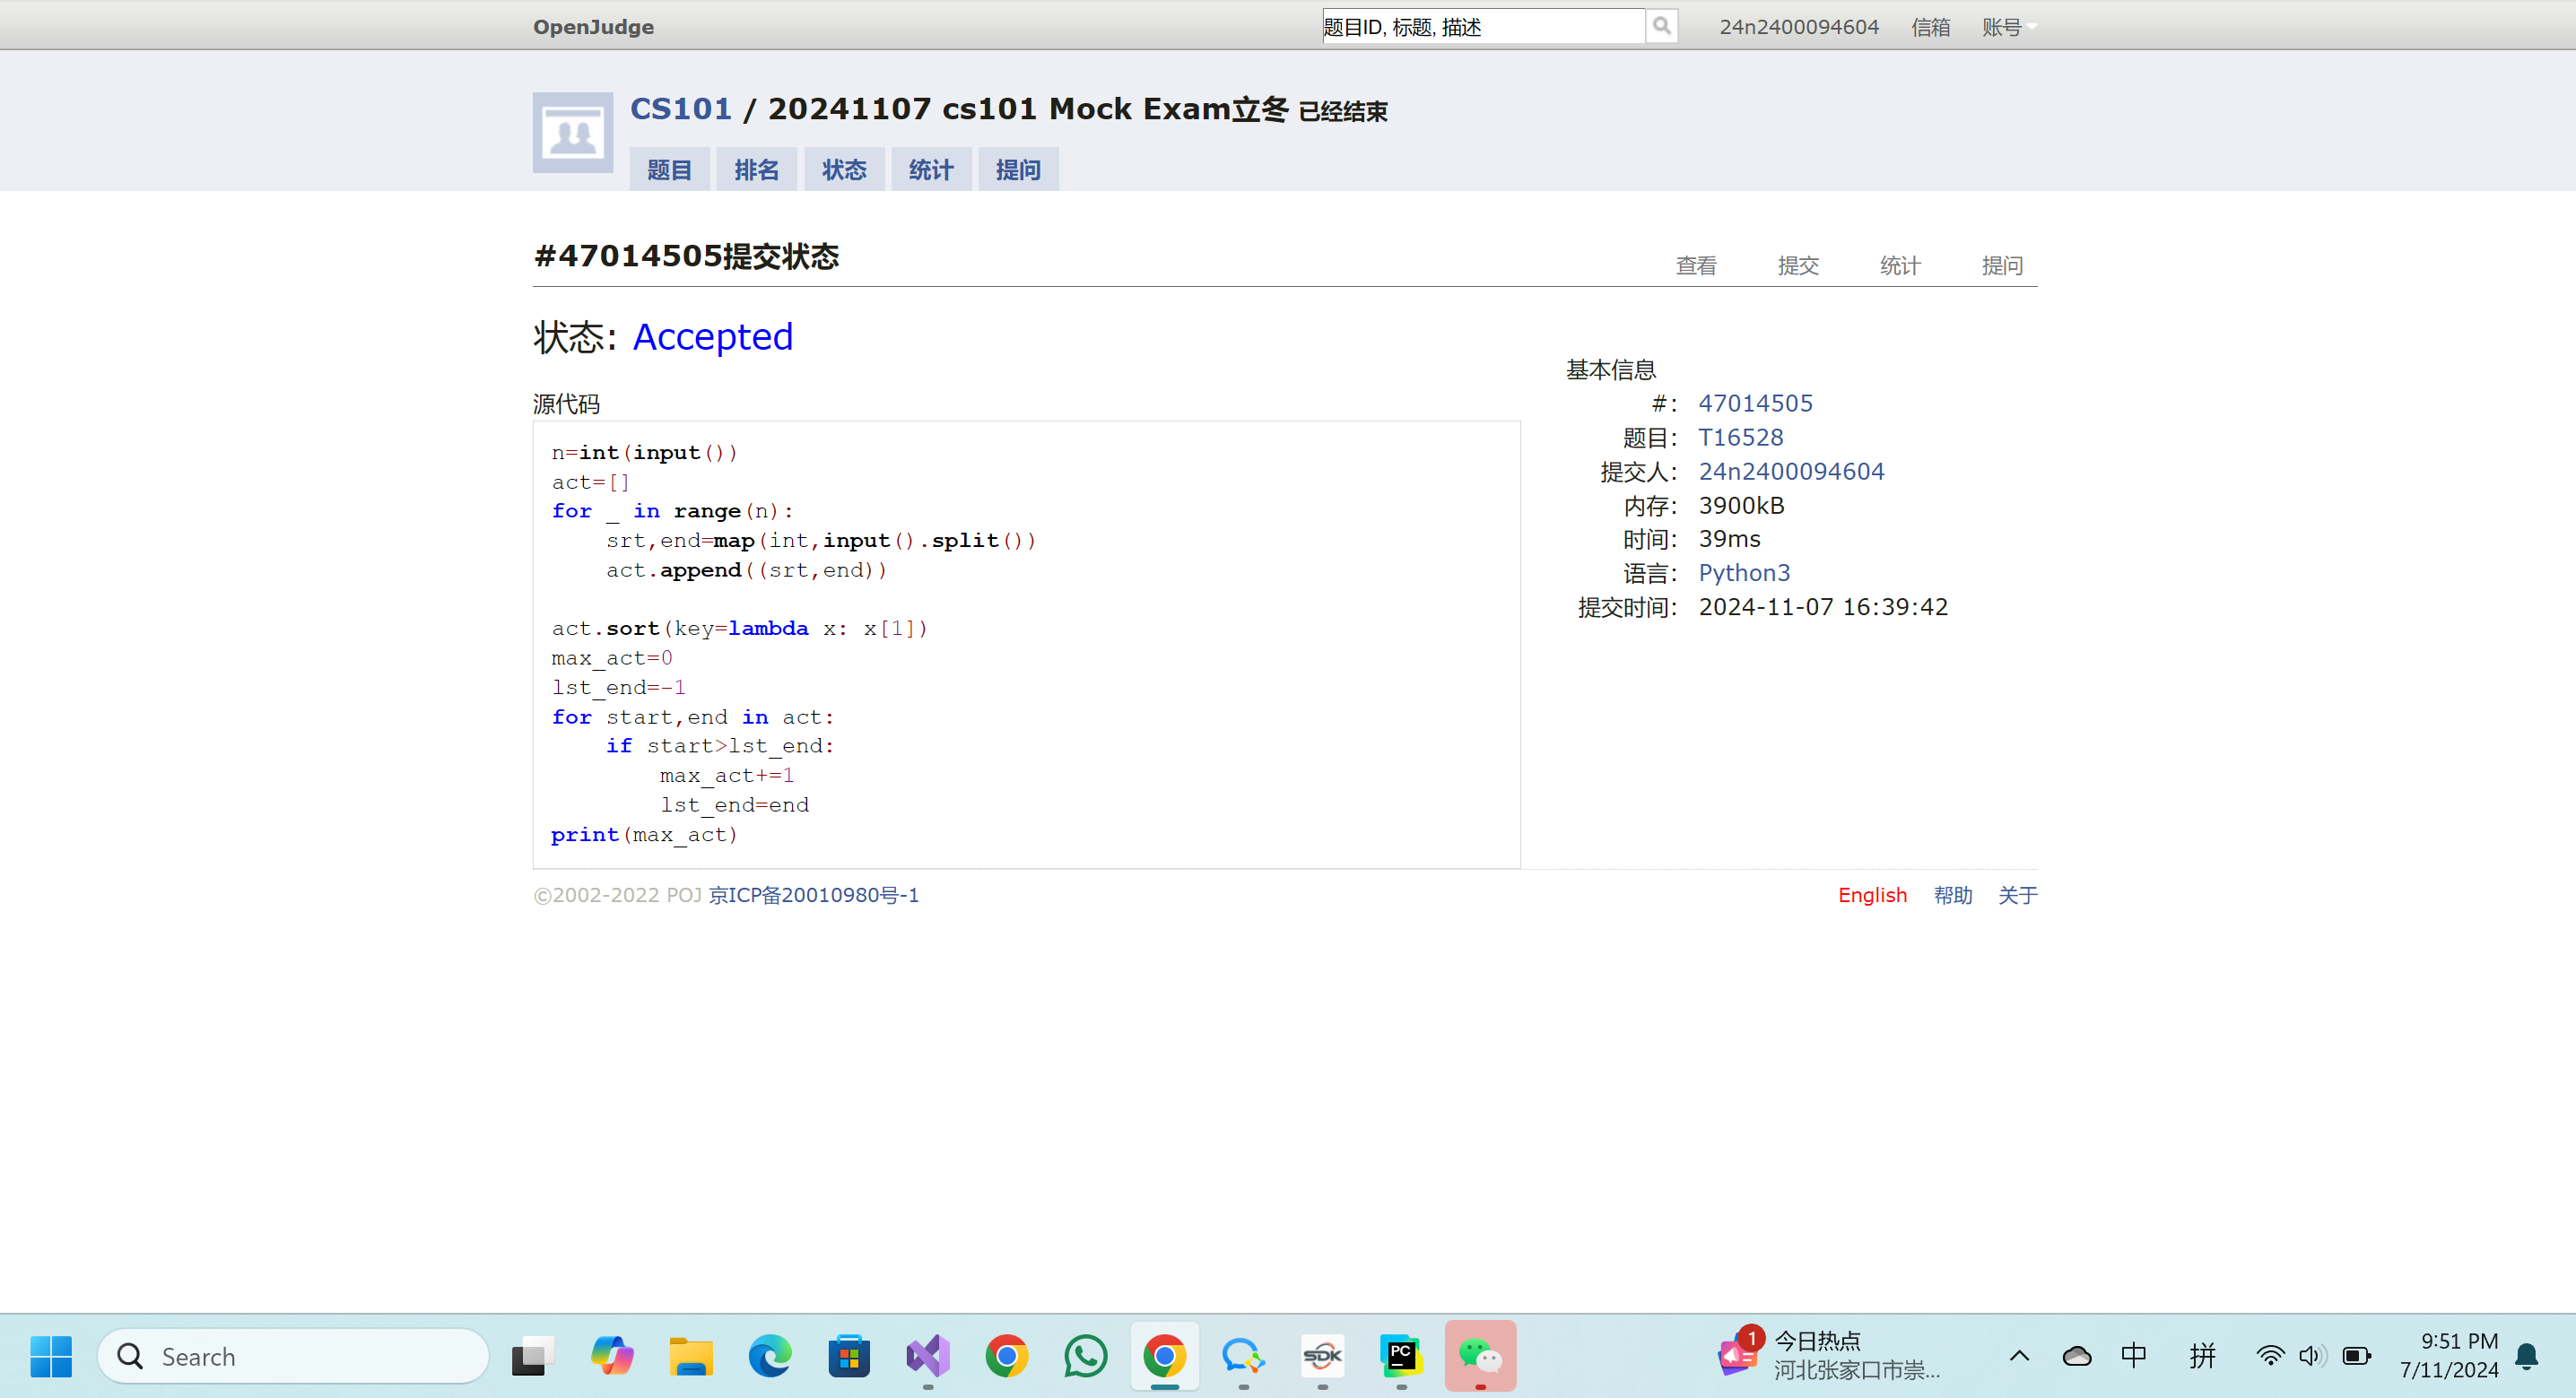 OpenJudge
题目ID, 标题, 描述
24n2400094604 信箱 账号
CS101 / 20241107 cs101 Mock Exam立冬 已经结束
题目 排名 状态 统计 提问
#47014505提交状态
查看 提交 统计 提问
状态: Accepted
源代码
n=int(input())
act=[]
for _ in range(n):
    srt,end=map(int,input().split())
    act.append((srt,end))
act.sort(key=lambda x: x[1])
max_act=0
lst_end=-1
for start,end in act:
    if start>lst_end:
        max_act+=1
        lst_end=end
print(max_act)
基本信息
#: 47014505
题目: T16528
提交人: 24n2400094604
内存: 3900kB
时间: 39ms
语言: Python3
提交时间: 2024-11-07 16:39:42
©2002-2022 POJ 京ICP备20010980号-1
English 帮助 关于
Search
SDK
PC
1
今日热点
河北张家口市崇...
中
拼
9:51 PM
7/11/2024